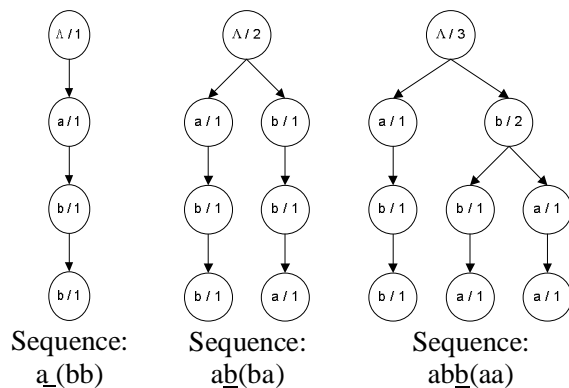 Λ / 1
Λ / 2
Λ / 3
a / 1
a / 1
b / 1
a / 1
b / 2
b / 1
b / 1
b / 1
b / 1
b / 1
a / 1
b / 1
b / 1
a / 1
b / 1
a / 1
a / 1
Sequence:
a (bb)
Sequence:
ab(ba)
Sequence:
abb(aa)